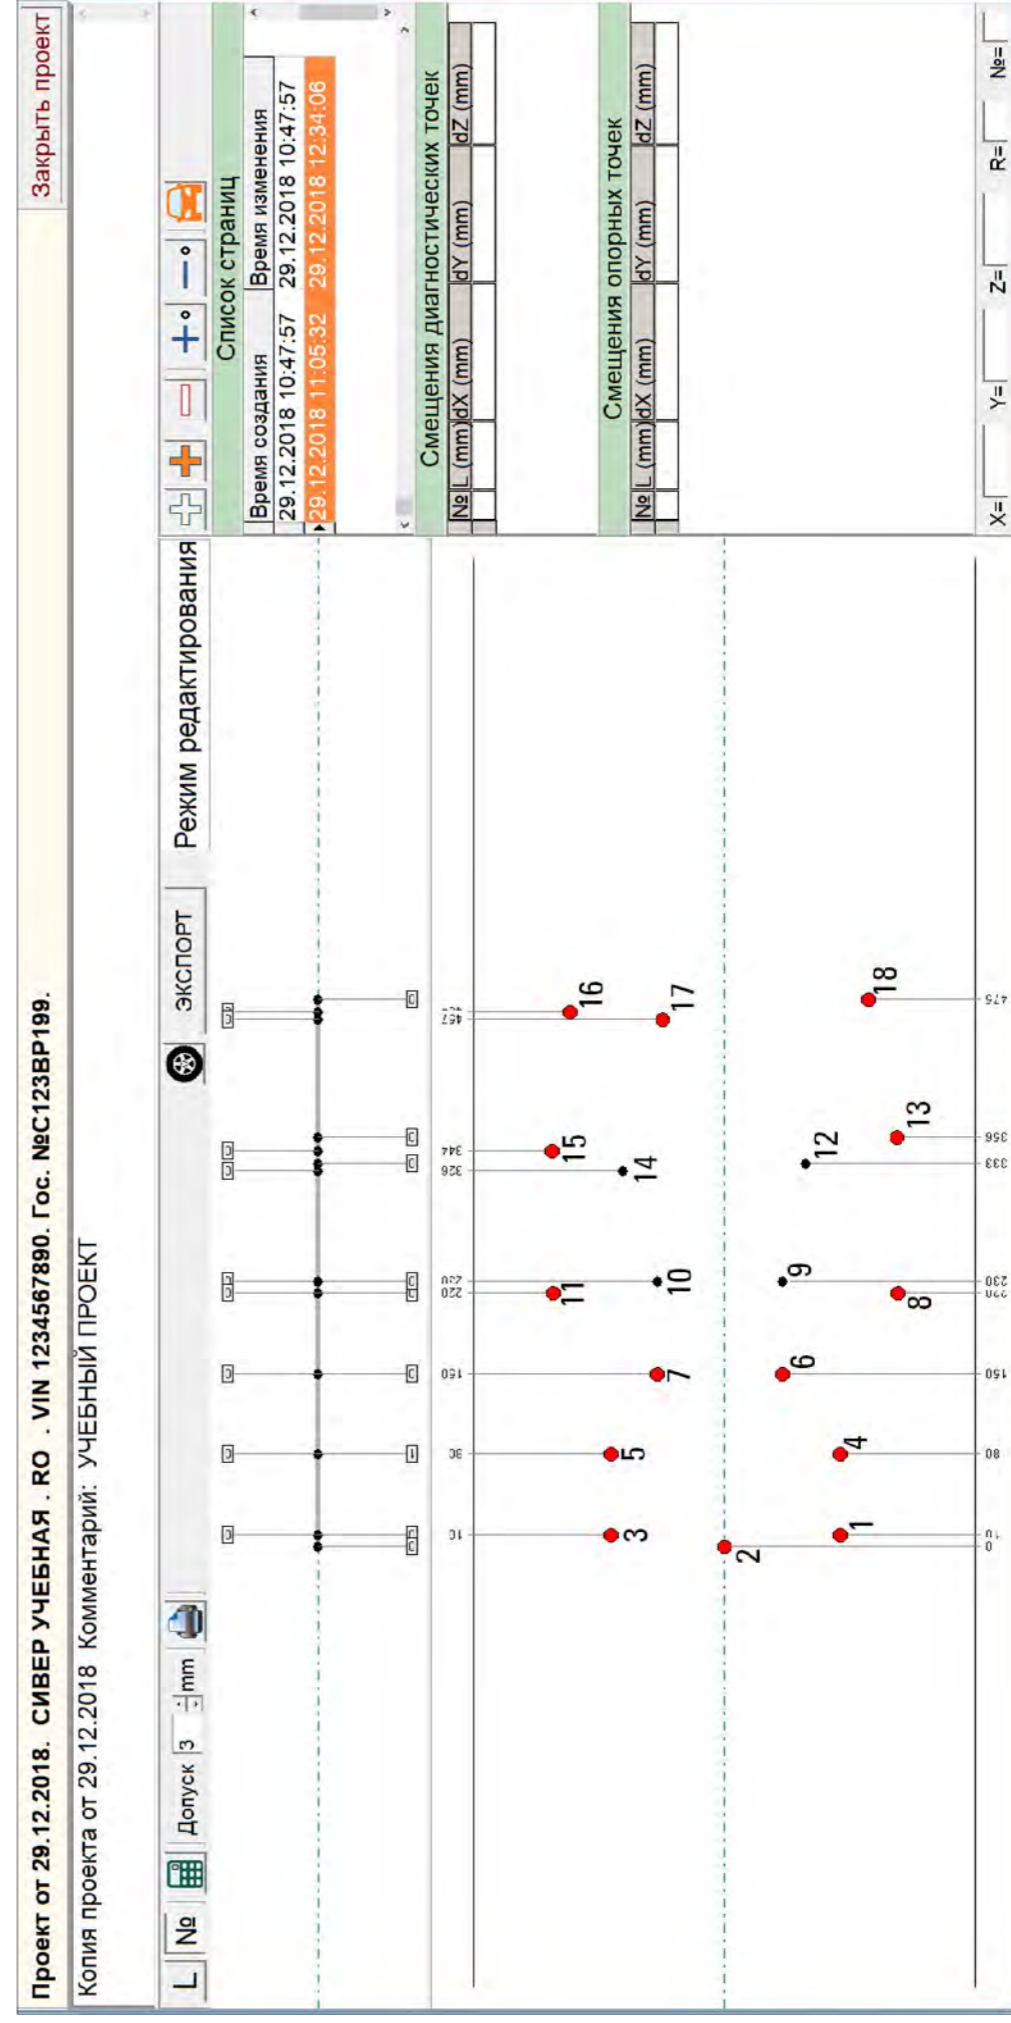 Проект от 29.12.2018. СИВЕР УЧЕБНАЯ . RO . VIN 1234567890. Гос. №С123ВР199.
Закрыть проект
Копия проекта от 29.12.2018 Комментарий: УЧЕБНЫЙ ПРОЕКТ
L № Допуск 3 mm
ЭКСПОРТ
Режим редактирования
Список страниц
Время создания Время изменения
29.12.2018 10:47:57 29.12.2018 10:47:57
29.12.2018 11:05:32 29.12.2018 12:34:06
Смещения диагностических точек
№ L (mm) dX (mm) dY (mm) dZ (mm)
Смещения опорных точек
№ L (mm) dX (mm) dY (mm) dZ (mm)
150 220 230 326 344 457
3 5 7 11 10 14 15 16 17
2 1 4 6 8 9 12 13 18
0 10 80 150 220 230 333 356 475
X= Y= Z= R= №=